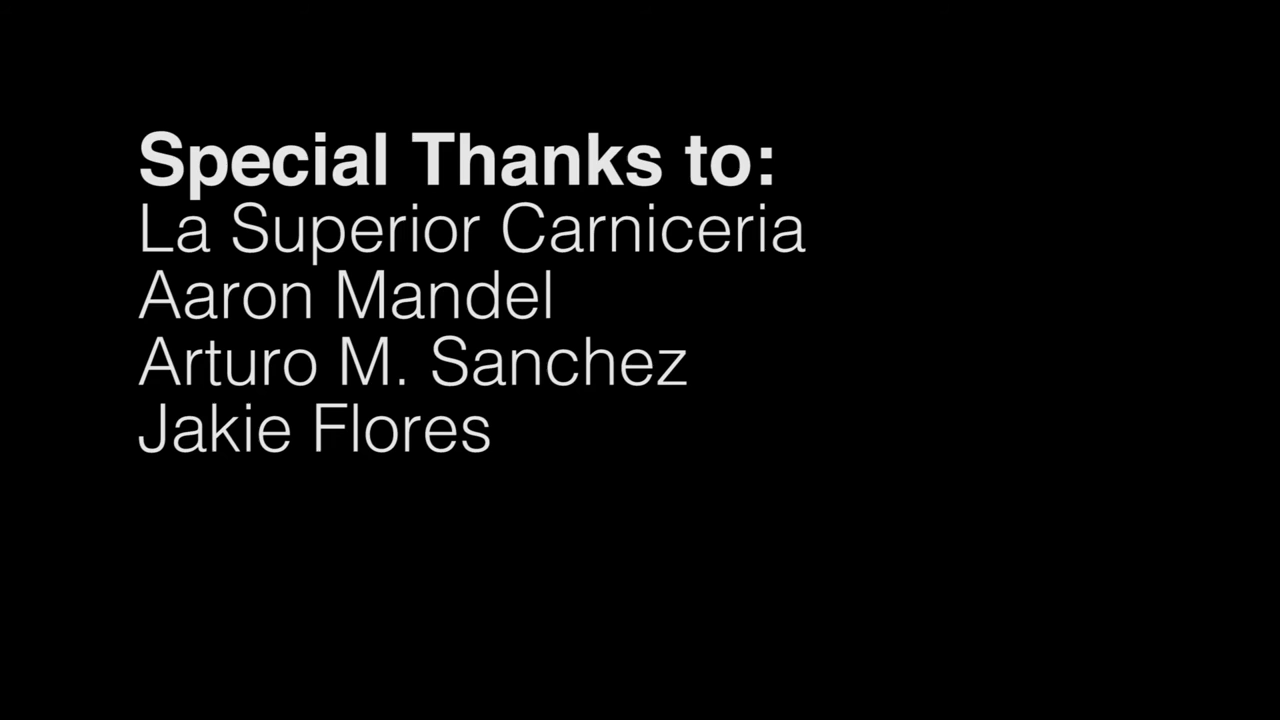 Special Thanks to:
La Superior Carniceria
Aaron Mandel
Arturo M. Sanchez
Jakie Flores